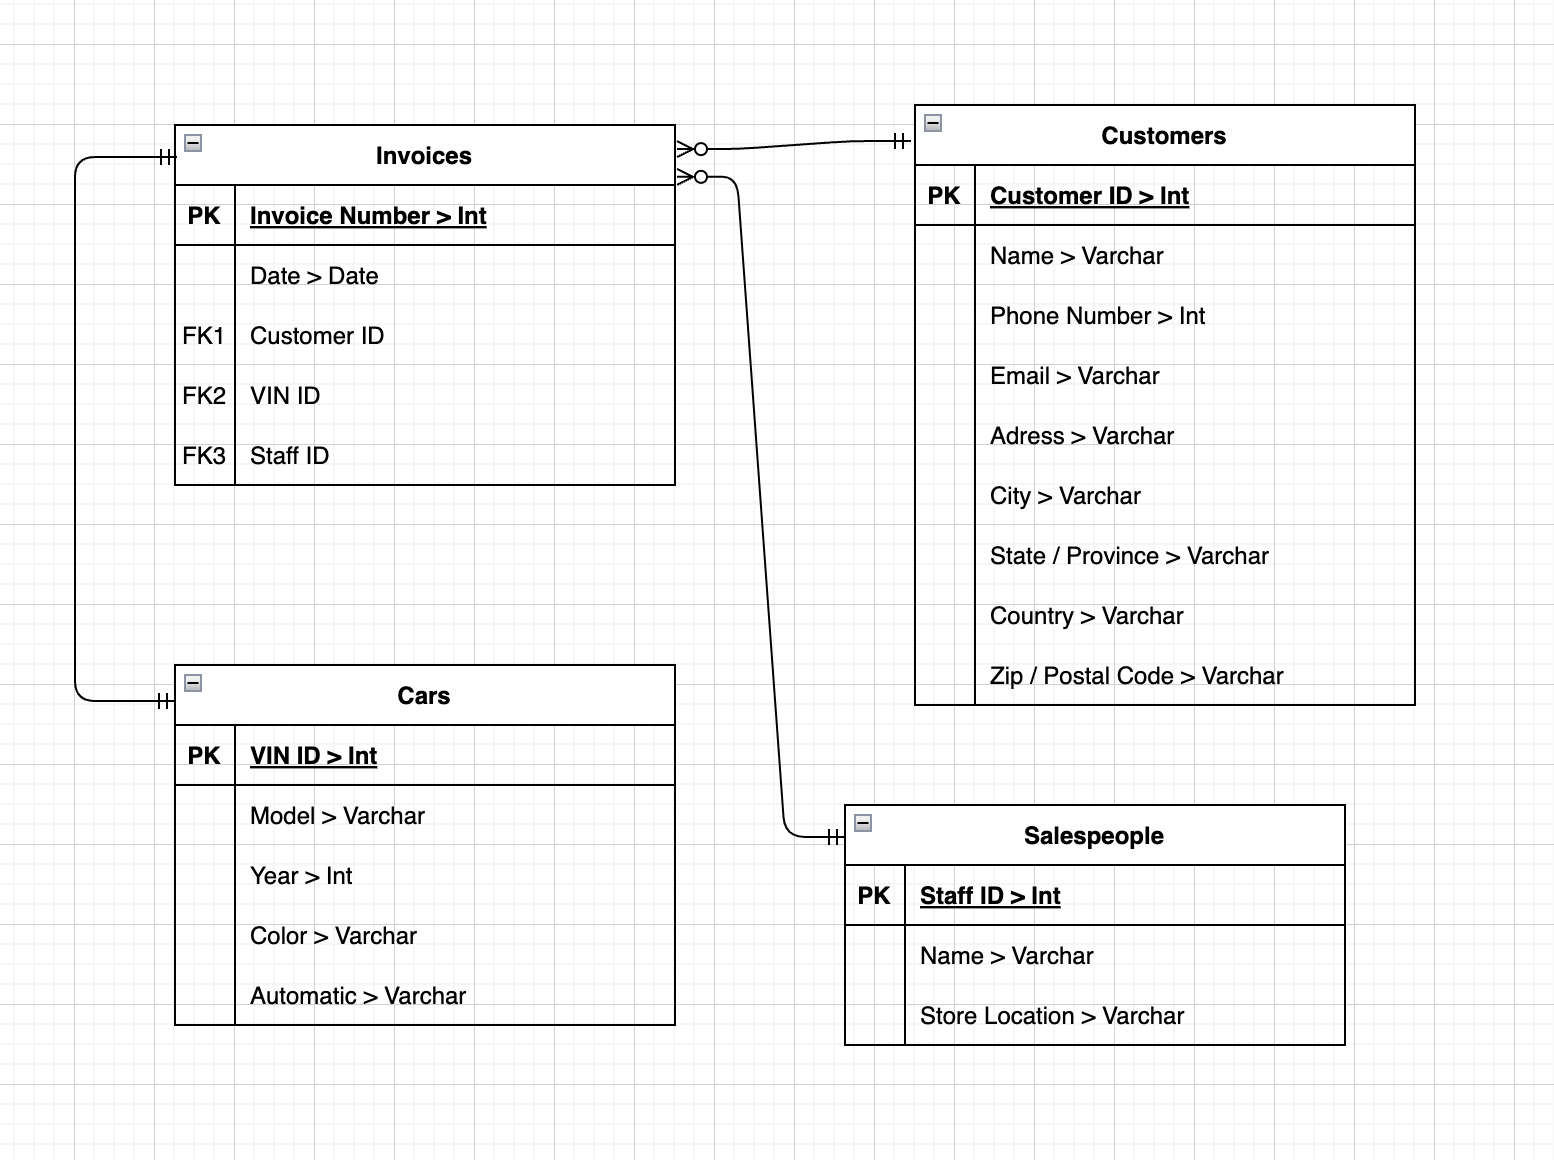 Invoices
PK Invoice Number > Int
Date > Date
FK1 Customer ID
FK2 VIN ID
FK3 Staff ID
Customers
PK Customer ID > Int
Name > Varchar
Phone Number > Int
Email > Varchar
Adress > Varchar
City > Varchar
State / Province > Varchar
Country > Varchar
Zip / Postal Code > Varchar
Cars
PK VIN ID > Int
Model > Varchar
Year > Int
Color > Varchar
Automatic > Varchar
Salespeople
PK Staff ID > Int
Name > Varchar
Store Location > Varchar